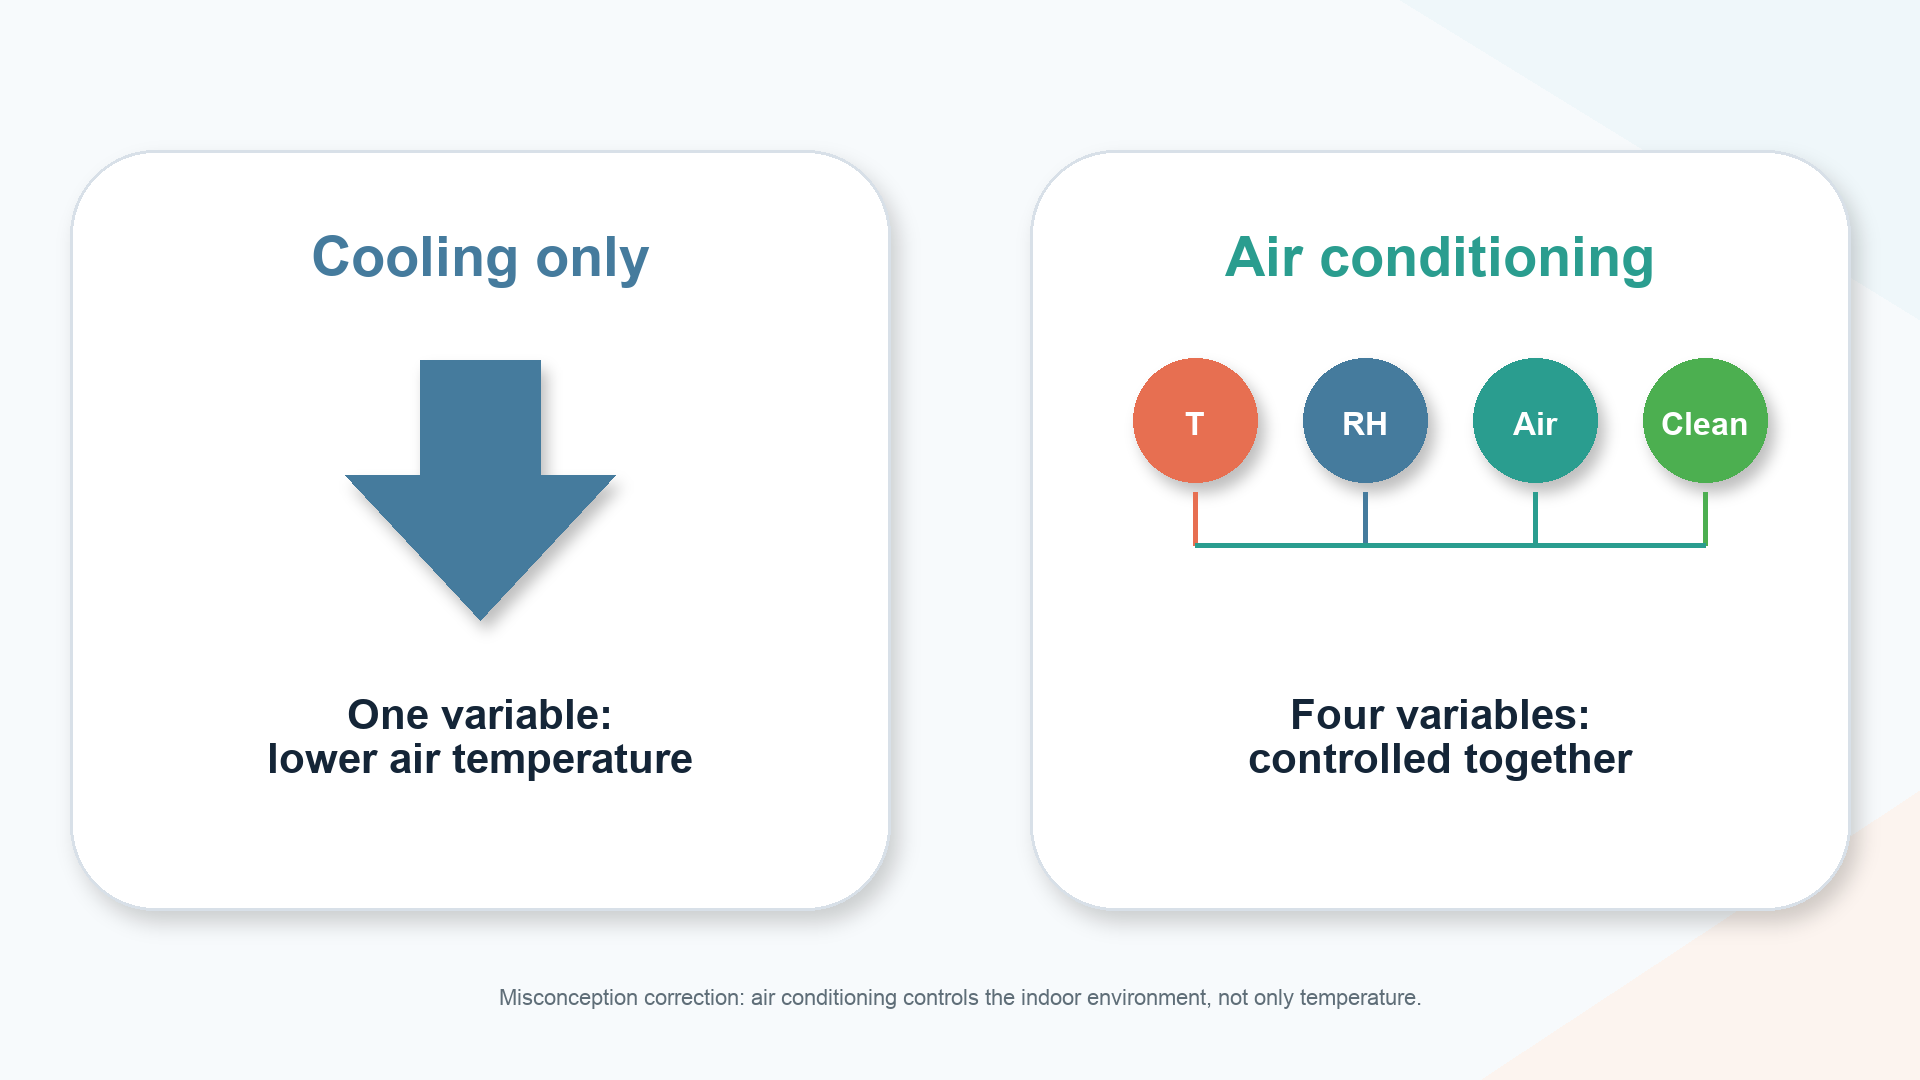 Cooling only
One variable:
lower air temperature
Air conditioning
T
RH
Air
Clean
Four variables:
controlled together
Misconception correction: air conditioning controls the indoor environment, not only temperature.